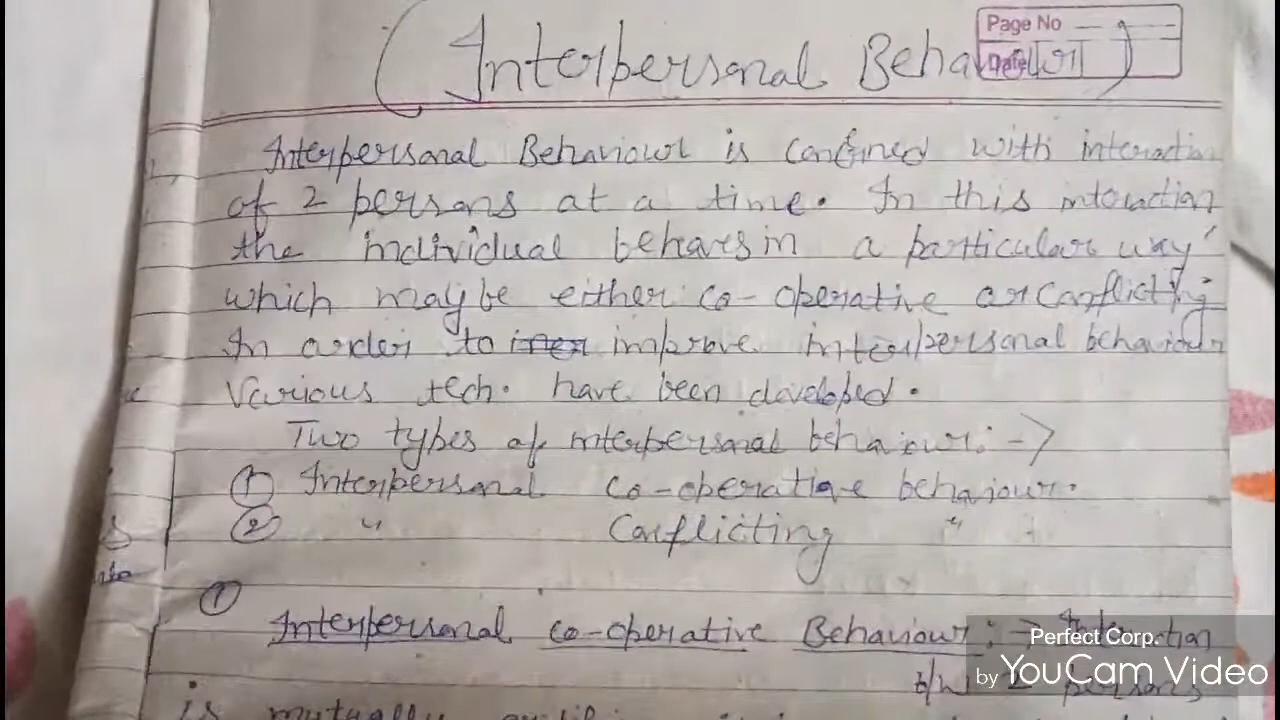 Page No
Date
(Interpersonal Behaviour)
Interpersonal Behaviour is confined with interaction
of 2 persons at a time. In this interaction
the individual behaves in a particular way
which may be either co-operative or conflicting
In order to improve interpersonal behaviour
Various tech. have been developed.
Two types of interpersonal behaviour :->
① Interpersonal co-operative behaviour.
② " Conflicting "
①
Interpersonal co-operative Behaviour :-> Interaction
b/w 2 persons
is mutually
Perfect Corp.
by YouCam Video